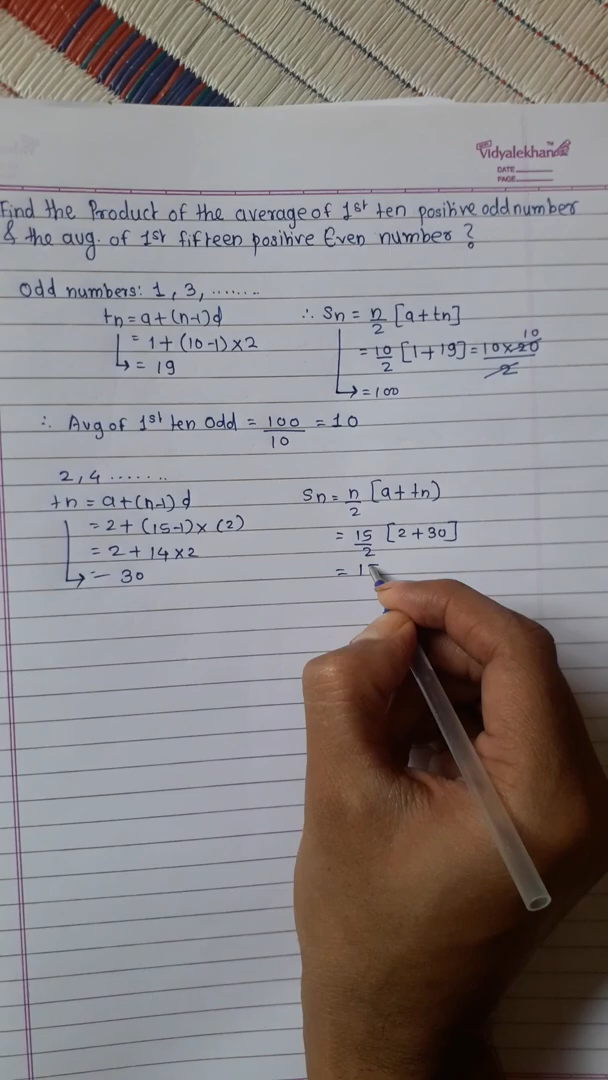 Vidyalekhan
DATE
PAGE
Find the Product of the average of 1st ten positive odd number
& the avg. of 1st fifteen positive Even number ?
Odd numbers: 1, 3, ........
tn = a+(n-1)d
= 1+(10-1)×2
= 19
∴ Sn = n/2 [a+tn]
= 10/2 [1+19] = 10×20/2 10
= 100
∴ Avg of 1st ten Odd = 100/10 = 10
2, 4 .......
tn = a+(n-1)d
= 2+(15-1)×(2)
= 2+14×2
= 30
Sn = n/2 [a+tn)
= 15/2 [2+30]
= 15